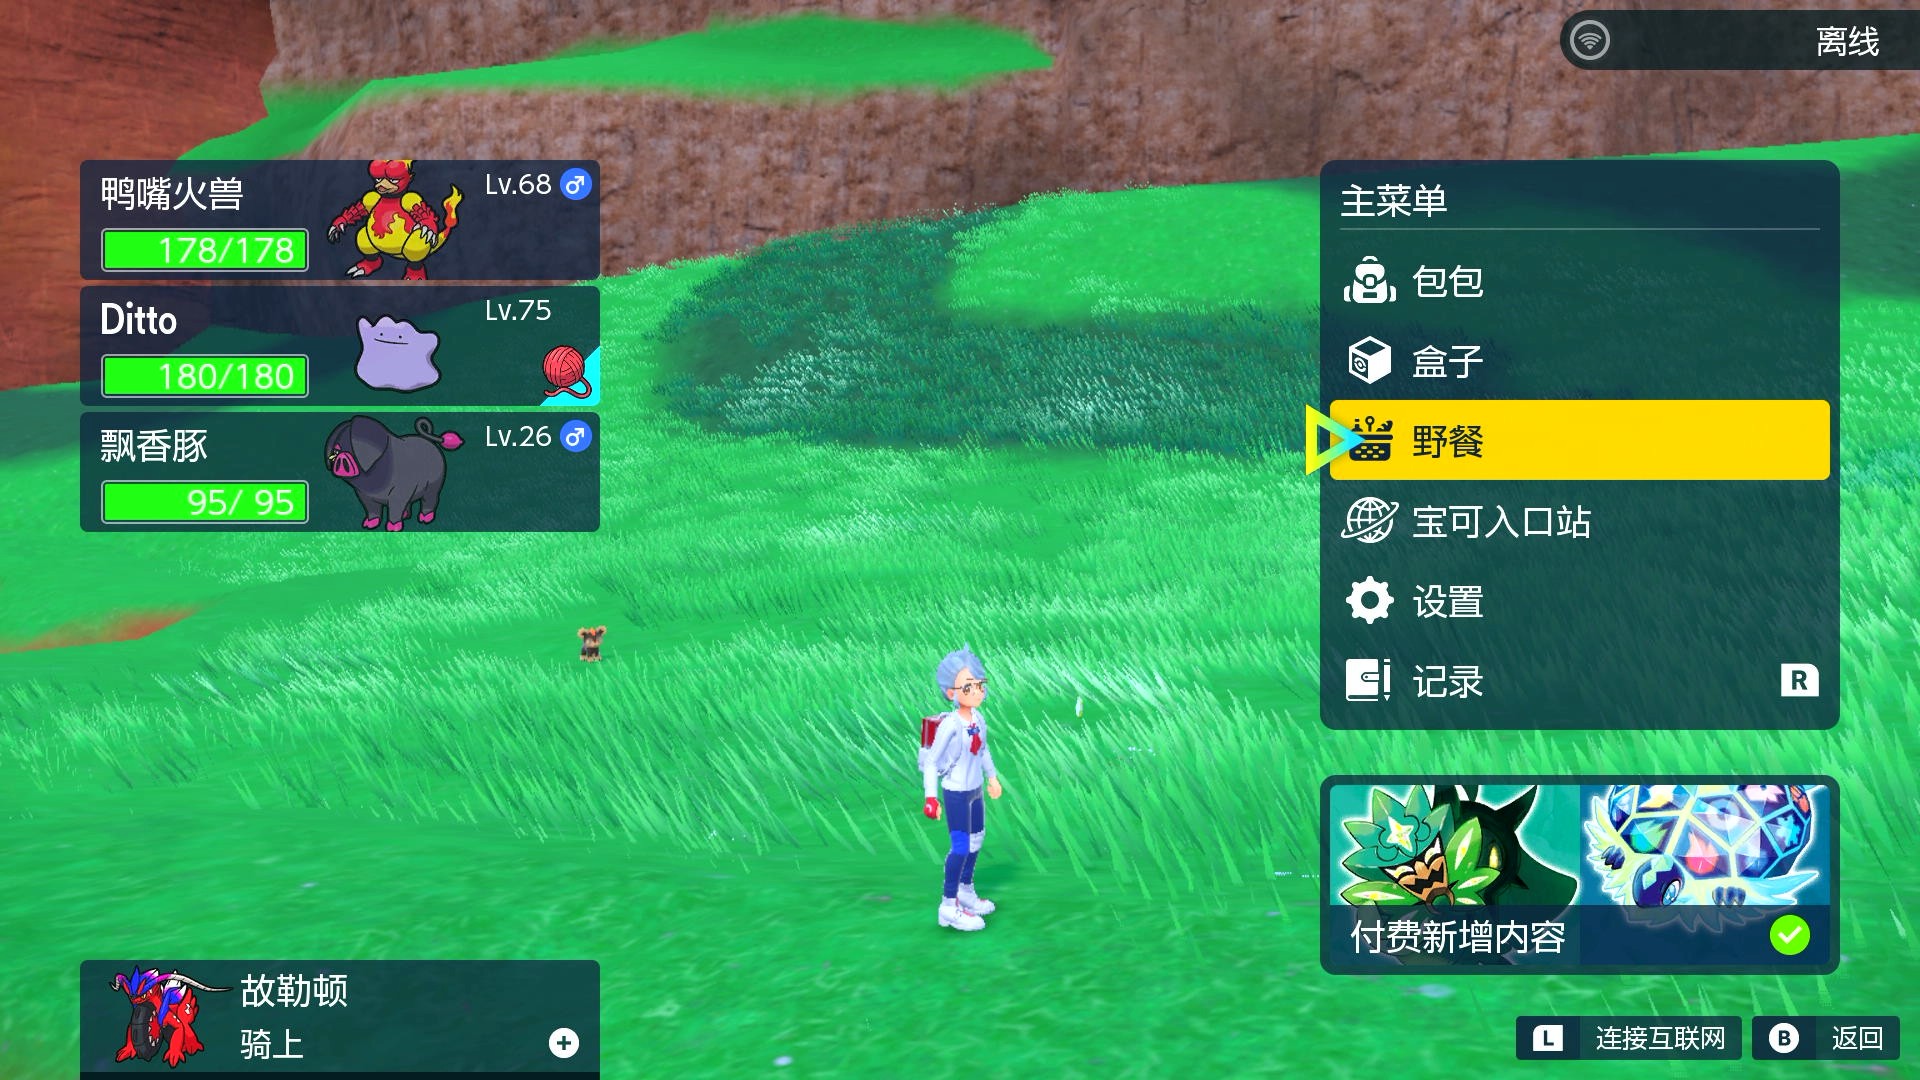 离线
鸭嘴火兽
Lv.68
178/178
Ditto
Lv.75
180/180
飘香豚
Lv.26
95/ 95
主菜单
包包
盒子
野餐
宝可入口站
设置
记录
R
付费新增内容
故勒顿
骑上
L 连接互联网
B 返回